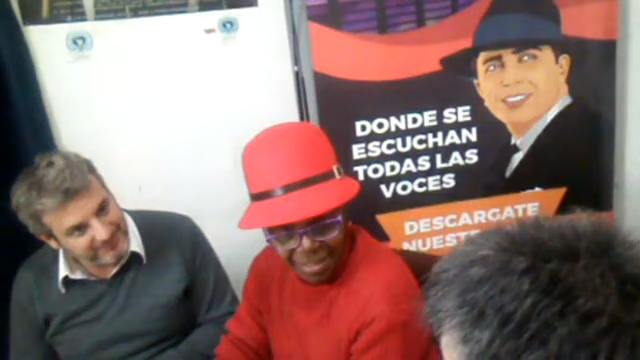 DONDE SE
ESCUCHAN
TODAS LAS
VOCES
DESCARGATE